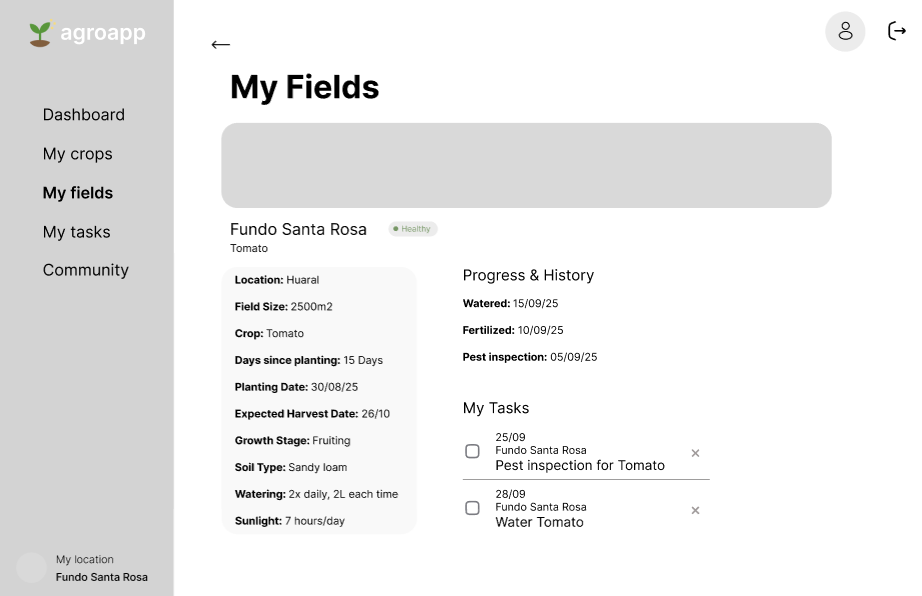 agroapp
Dashboard
My crops
My fields
My tasks
Community
My location
Fundo Santa Rosa
My Fields
Fundo Santa Rosa
Healthy
Tomato
Location: Huaral
Field Size: 2500m2
Crop: Tomato
Days since planting: 15 Days
Planting Date: 30/08/25
Expected Harvest Date: 26/10
Growth Stage: Fruiting
Soil Type: Sandy loam
Watering: 2x daily, 2L each time
Sunlight: 7 hours/day
Progress & History
Watered: 15/09/25
Fertilized: 10/09/25
Pest inspection: 05/09/25
My Tasks
25/09
Fundo Santa Rosa
Pest inspection for Tomato
28/09
Fundo Santa Rosa
Water Tomato